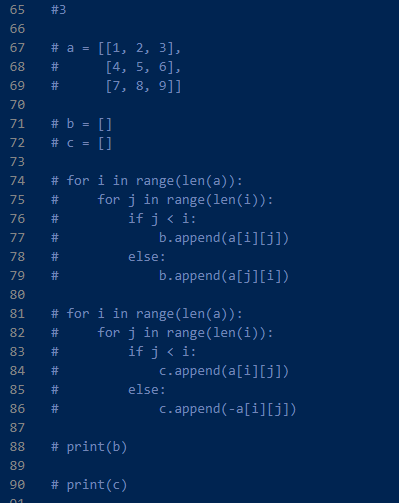 65 #3
66
67 # a = [[1, 2, 3],
68 #      [4, 5, 6],
69 #      [7, 8, 9]]
70
71 # b = []
72 # c = []
73
74 # for i in range(len(a)):
75 #     for j in range(len(i)):
76 #         if j < i:
77 #             b.append(a[i][j])
78 #         else:
79 #             b.append(a[j][i])
80
81 # for i in range(len(a)):
82 #     for j in range(len(i)):
83 #         if j < i:
84 #             c.append(a[i][j])
85 #         else:
86 #             c.append(-a[i][j])
87
88 # print(b)
89
90 # print(c)
91